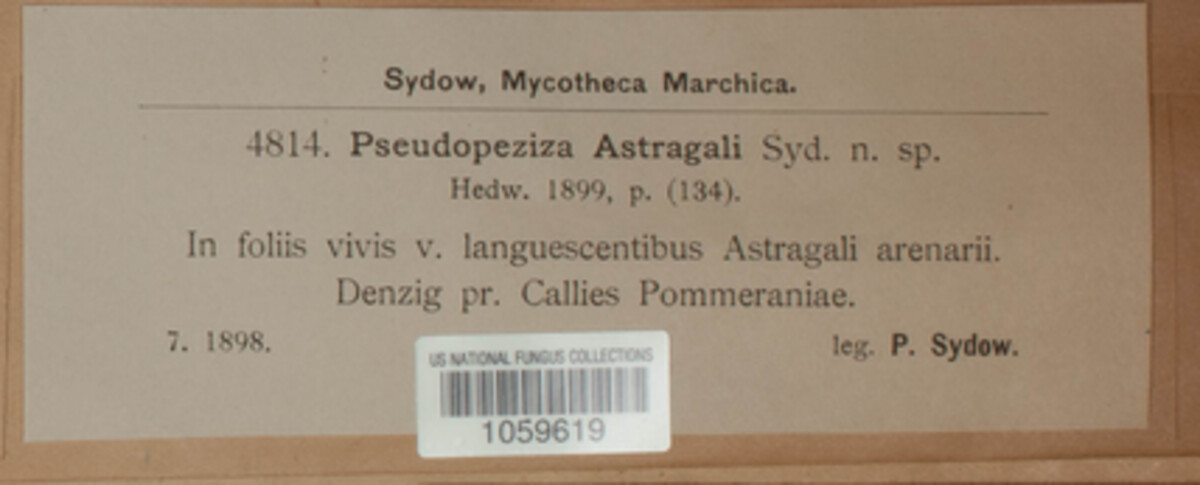 Sydow, Mycotheca Marchica.
4814. Pseudopeziza Astragali Syd. n. sp.
Hedw. 1899, p. (134).
In foliis vivis v. languescentibus Astragali arenarii.
Denzig pr. Callies Pommeraniae.
7. 1898.
leg. P. Sydow.
US NATIONAL FUNGUS COLLECTIONS
1059619